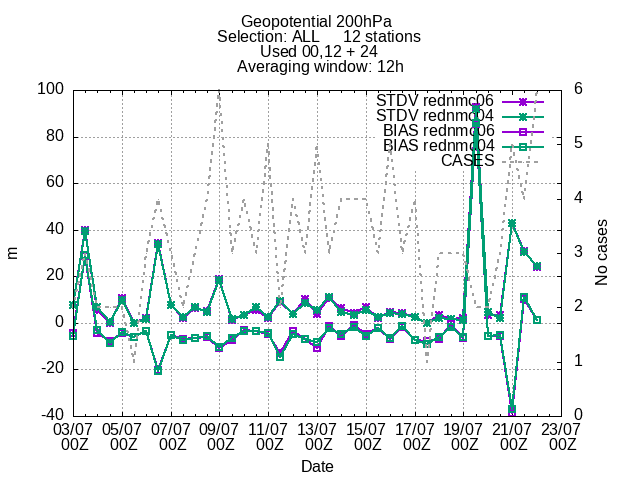 Geopotential 200hPa
Selection: ALL 12 stations
Used 00,12 + 24
Averaging window: 12h
100 80 60 40 20 0 -20 -40
m
6 5 4 3 2 1 0
No cases
STDV rednmc06
STDV rednmc04
BIAS rednmc06
BIAS rednmc04
CASES
03/07 05/07 07/07 09/07 11/07 13/07 15/07 17/07 19/07 21/07 23/07
00Z 00Z 00Z 00Z 00Z 00Z 00Z 00Z 00Z 00Z 00Z
Date